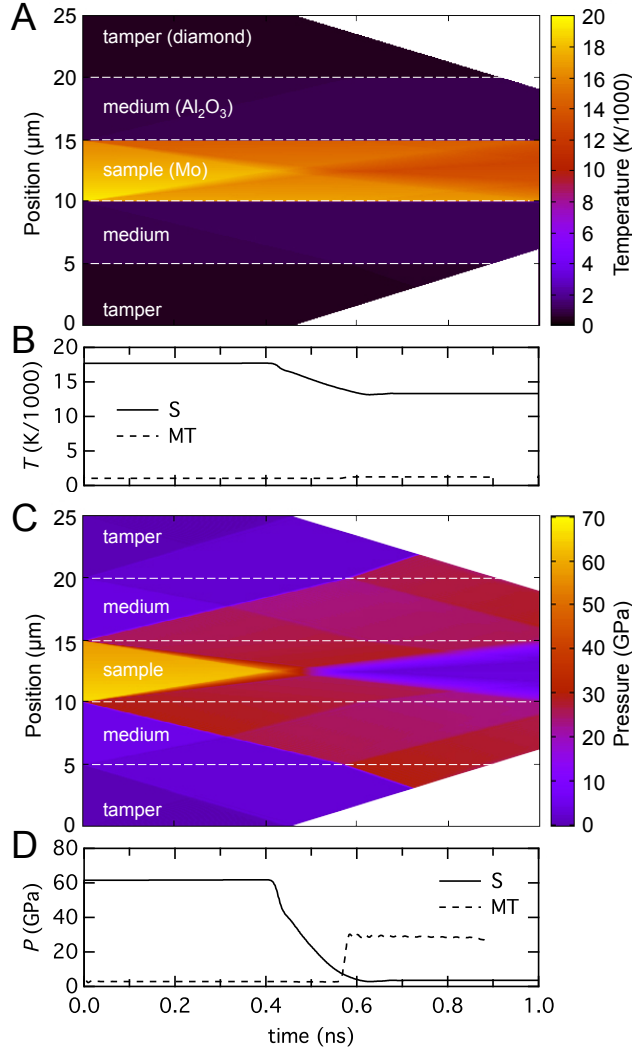 A
25
20
15
10
5
0
Position (μm)
tamper (diamond)
medium (Al₂O₃)
sample (Mo)
medium
tamper
20
18
16
14
12
10
8
6
4
2
0
Temperature (K/1000)
B
20
15
10
5
0
T (K/1000)
S
MT
C
25
20
15
10
5
0
Position (μm)
tamper
medium
sample
medium
tamper
70
60
50
40
30
20
10
0
Pressure (GPa)
D
80
60
40
20
0
P (GPa)
S
MT
0.0
0.2
0.4
0.6
0.8
1.0
time (ns)